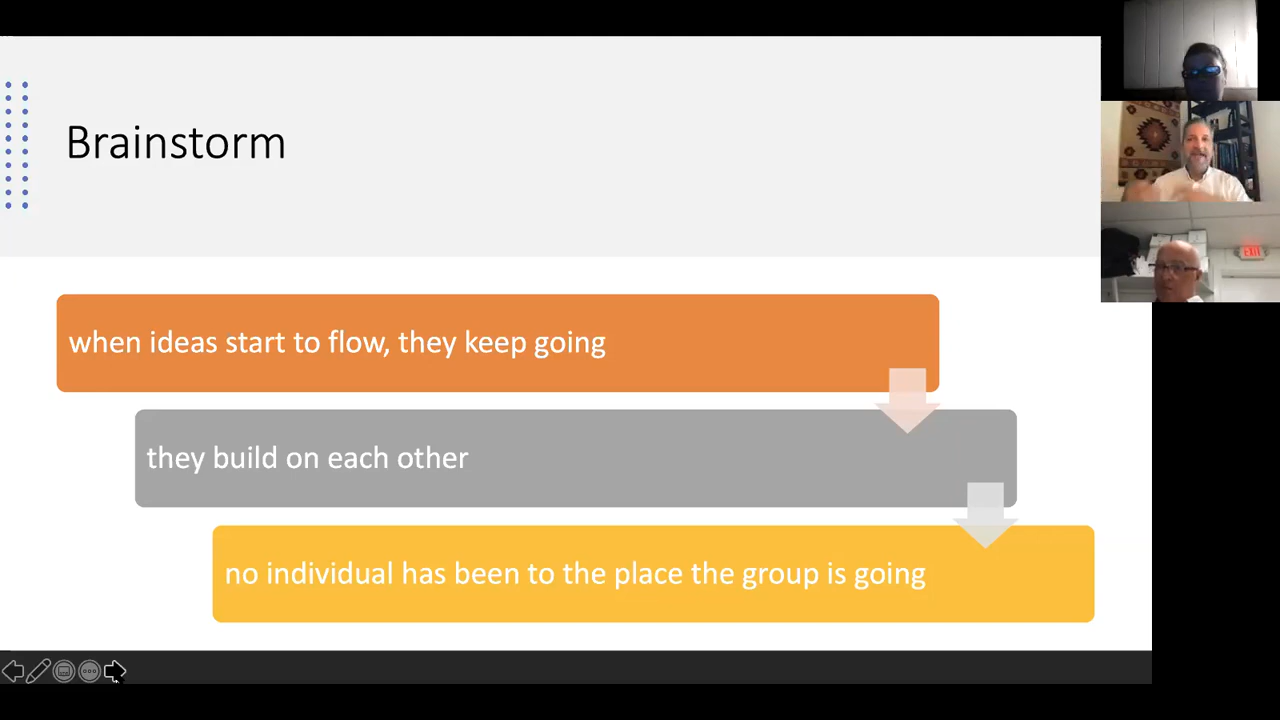 Brainstorm
EXIT
when ideas start to flow, they keep going
they build on each other
no individual has been to the place the group is going